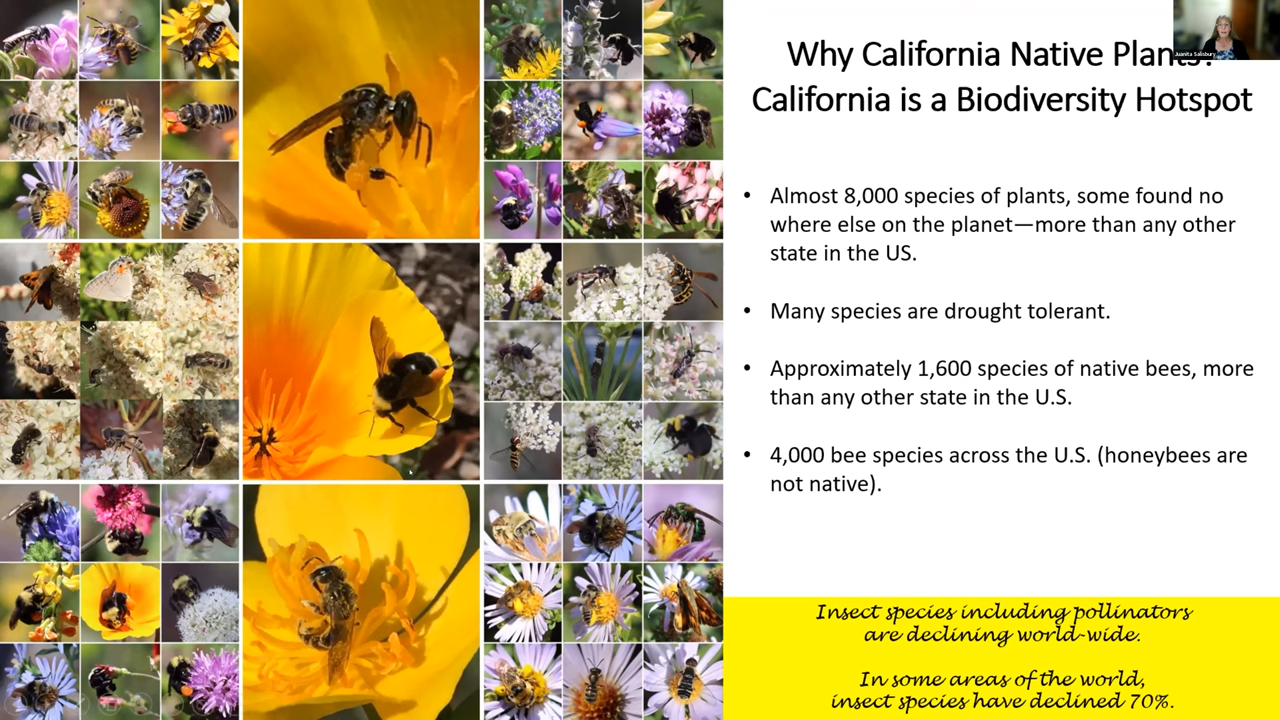 Why California Native Plants?
California is a Biodiversity Hotspot
Juanita Salisbury
• Almost 8,000 species of plants, some found no
where else on the planet—more than any other
state in the US.
• Many species are drought tolerant.
• Approximately 1,600 species of native bees, more
than any other state in the U.S.
• 4,000 bee species across the U.S. (honeybees are
not native).
Insect species including pollinators
are declining world-wide.
In some areas of the world,
insect species have declined 70%.